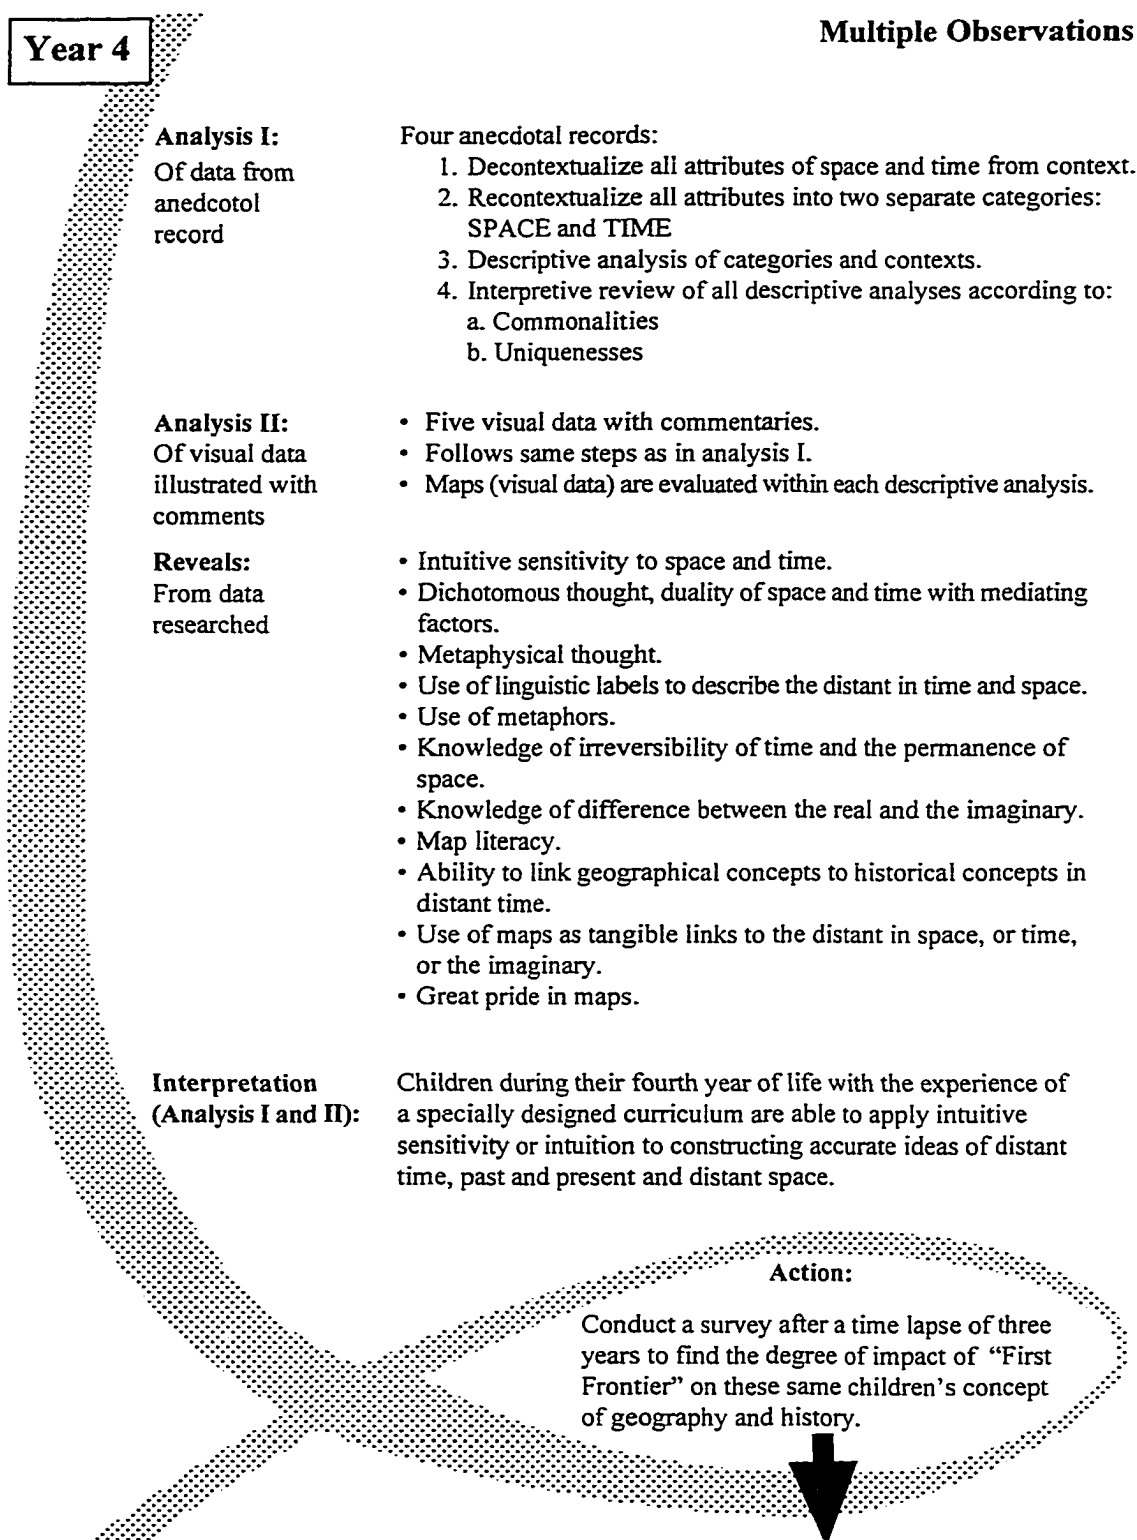 Year 4
Multiple Observations
Analysis I:
Of data from
anedcotol
record
Four anecdotal records:
1. Decontextualize all attributes of space and time from context.
2. Recontextualize all attributes into two separate categories:
SPACE and TIME
3. Descriptive analysis of categories and contexts.
4. Interpretive review of all descriptive analyses according to:
a. Commonalities
b. Uniquenesses
Analysis II:
Of visual data
illustrated with
comments
• Five visual data with commentaries.
• Follows same steps as in analysis I.
• Maps (visual data) are evaluated within each descriptive analysis.
Reveals:
From data
researched
• Intuitive sensitivity to space and time.
• Dichotomous thought, duality of space and time with mediating
factors.
• Metaphysical thought.
• Use of linguistic labels to describe the distant in time and space.
• Use of metaphors.
• Knowledge of irreversibility of time and the permanence of
space.
• Knowledge of difference between the real and the imaginary.
• Map literacy.
• Ability to link geographical concepts to historical concepts in
distant time.
• Use of maps as tangible links to the distant in space, or time,
or the imaginary.
• Great pride in maps.
Interpretation
(Analysis I and II):
Children during their fourth year of life with the experience of
a specially designed curriculum are able to apply intuitive
sensitivity or intuition to constructing accurate ideas of distant
time, past and present and distant space.
Action:
Conduct a survey after a time lapse of three
years to find the degree of impact of “First
Frontier” on these same children’s concept
of geography and history.